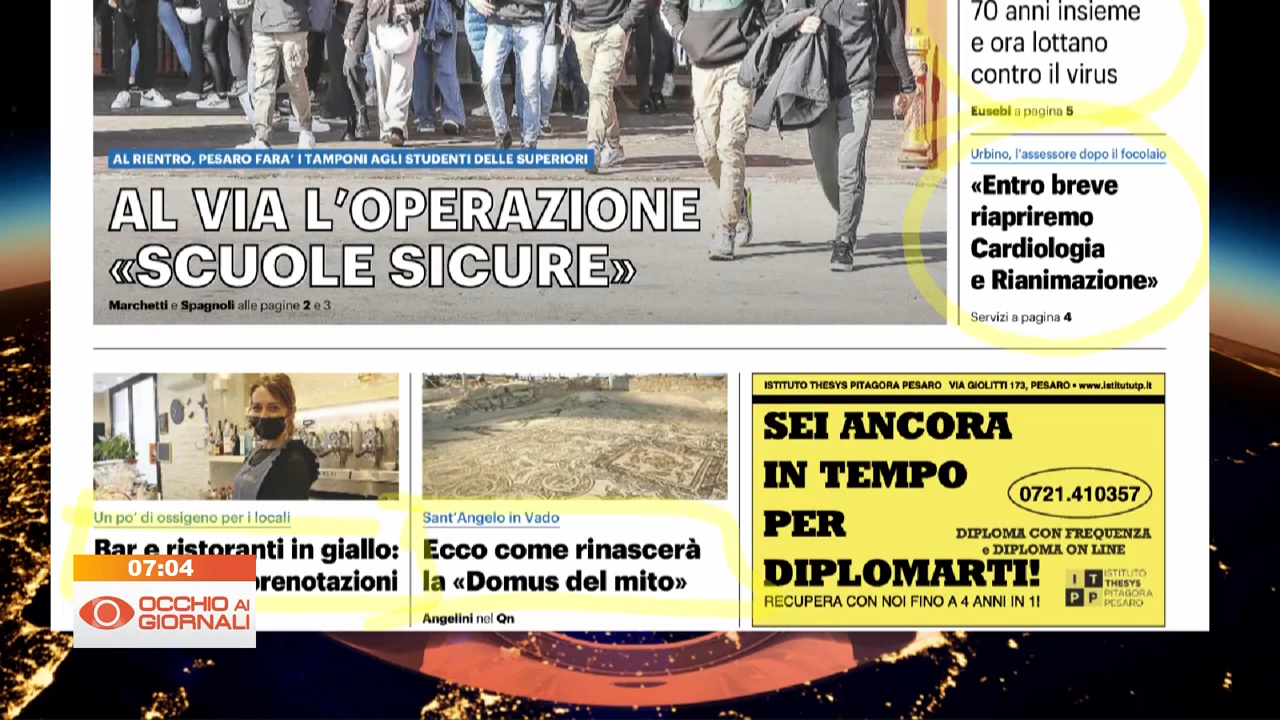 70 anni insieme
e ora lottano
contro il virus
Eusebi a pagina 5
Urbino, l'assessore dopo il focolaio
«Entro breve
riapriremo
Cardiologia
e Rianimazione»
Servizi a pagina 4
AL RIENTRO, PESARO FARA' I TAMPONI AGLI STUDENTI DELLE SUPERIORI
AL VIA L'OPERAZIONE
«SCUOLE SICURE»
Marchetti e Spagnoli alle pagine 2 e 3
Un po' di ossigeno per i locali
Bar e ristoranti in giallo:
prenotazioni
Sant'Angelo in Vado
Ecco come rinascerà
la «Domus del mito»
Angelini nel Qn
ISTITUTO THESYS PITAGORA PESARO VIA GIOLITTI 173, PESARO • www.istitututp.it
SEI ANCORA
IN TEMPO
PER
DIPLOMARTI!
0721.410357
DIPLOMA CON FREQUENZA
e DIPLOMA ON LINE
RECUPERA CON NOI FINO A 4 ANNI IN 1!
I T
P P
ISTITUTO
THESYS
PITAGORA
PESARO
07:04
OCCHIO AI
GIORNALI